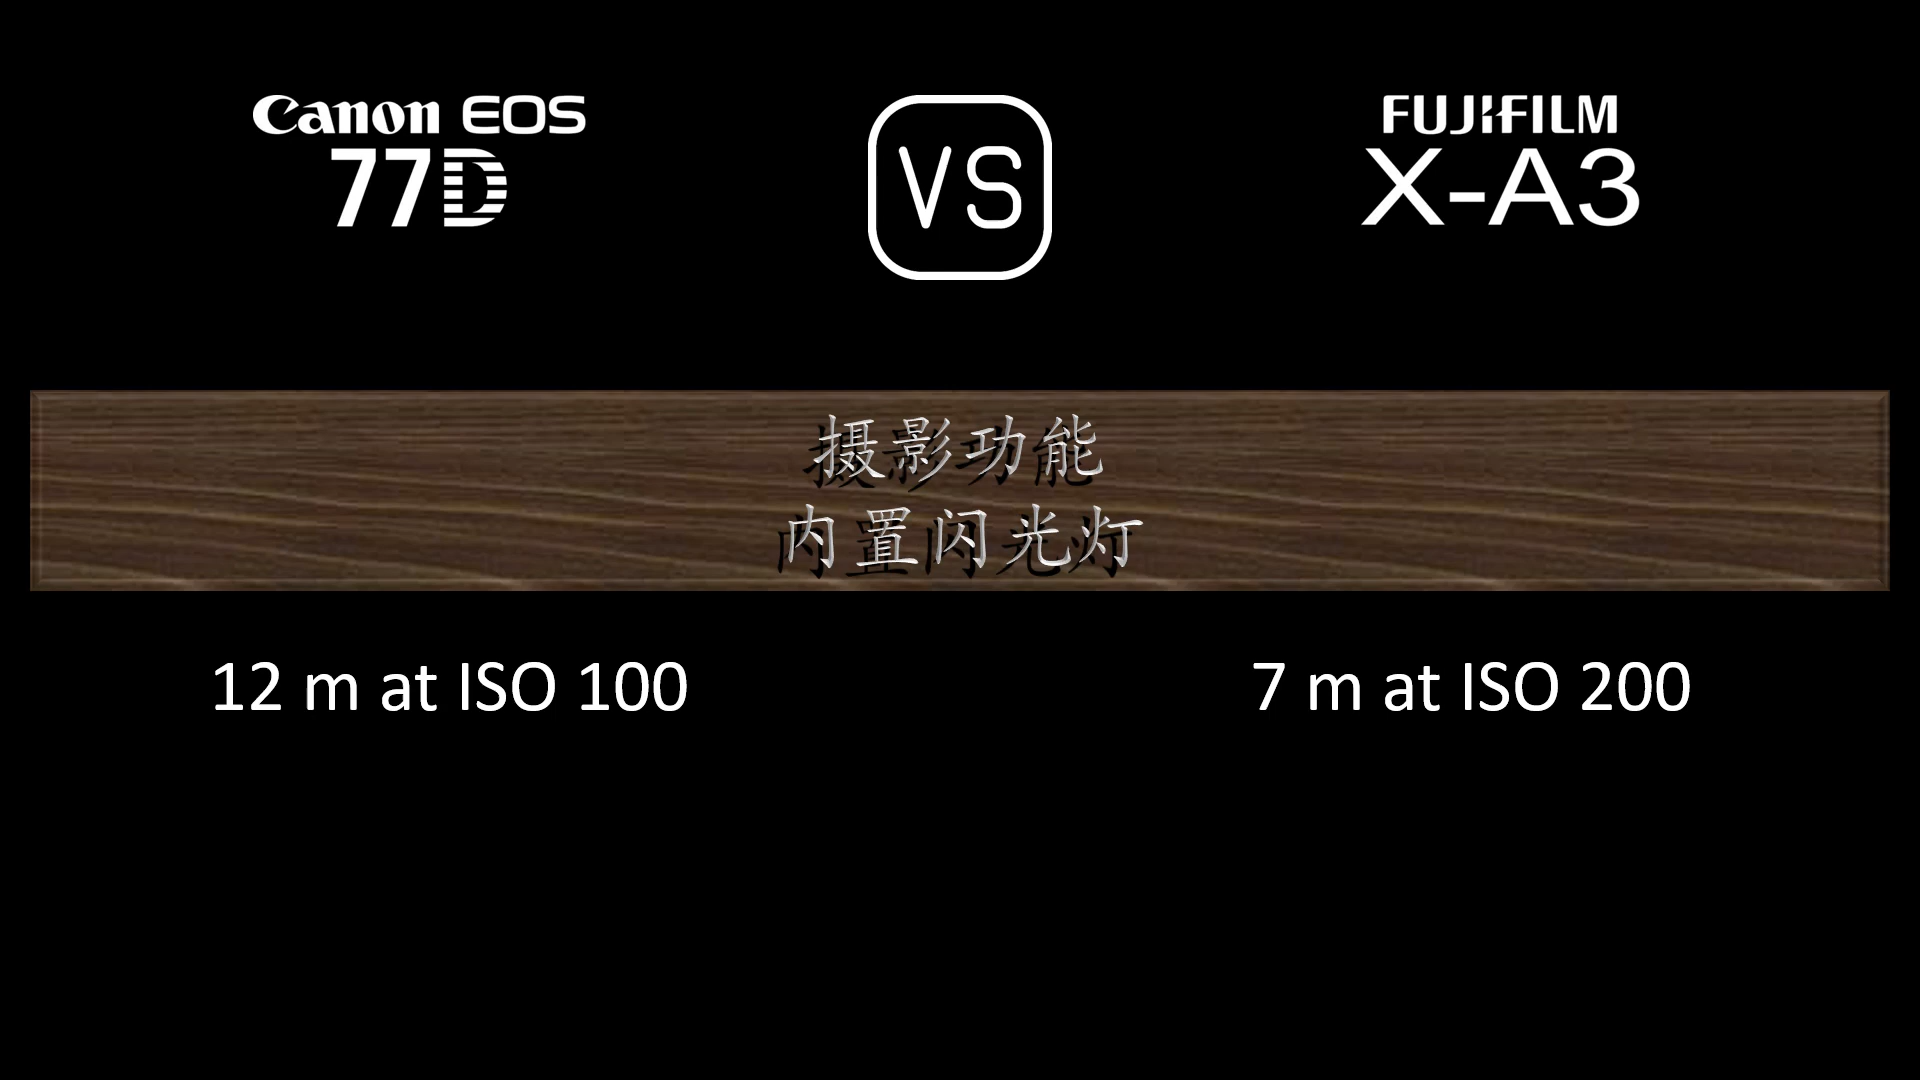 Canon EOS
77D
VS
FUJIFILM
X-A3
摄影功能
内置闪光灯
12 m at ISO 100
7 m at ISO 200